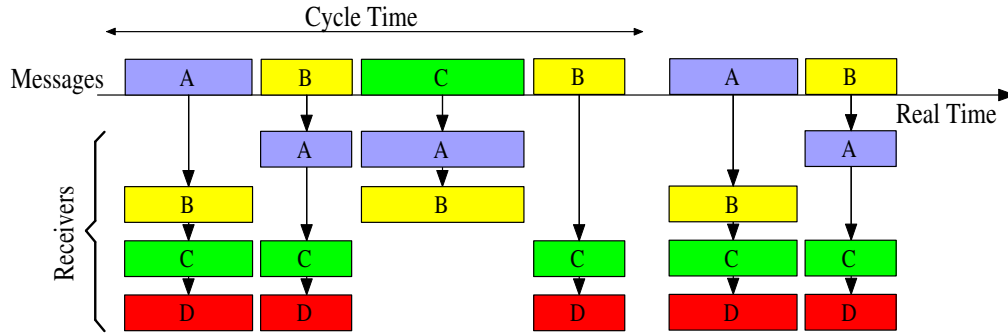 Cycle Time
Messages
A B C B A B
Real Time
Receivers
A A A
B B B
C C C C C
D D D D D